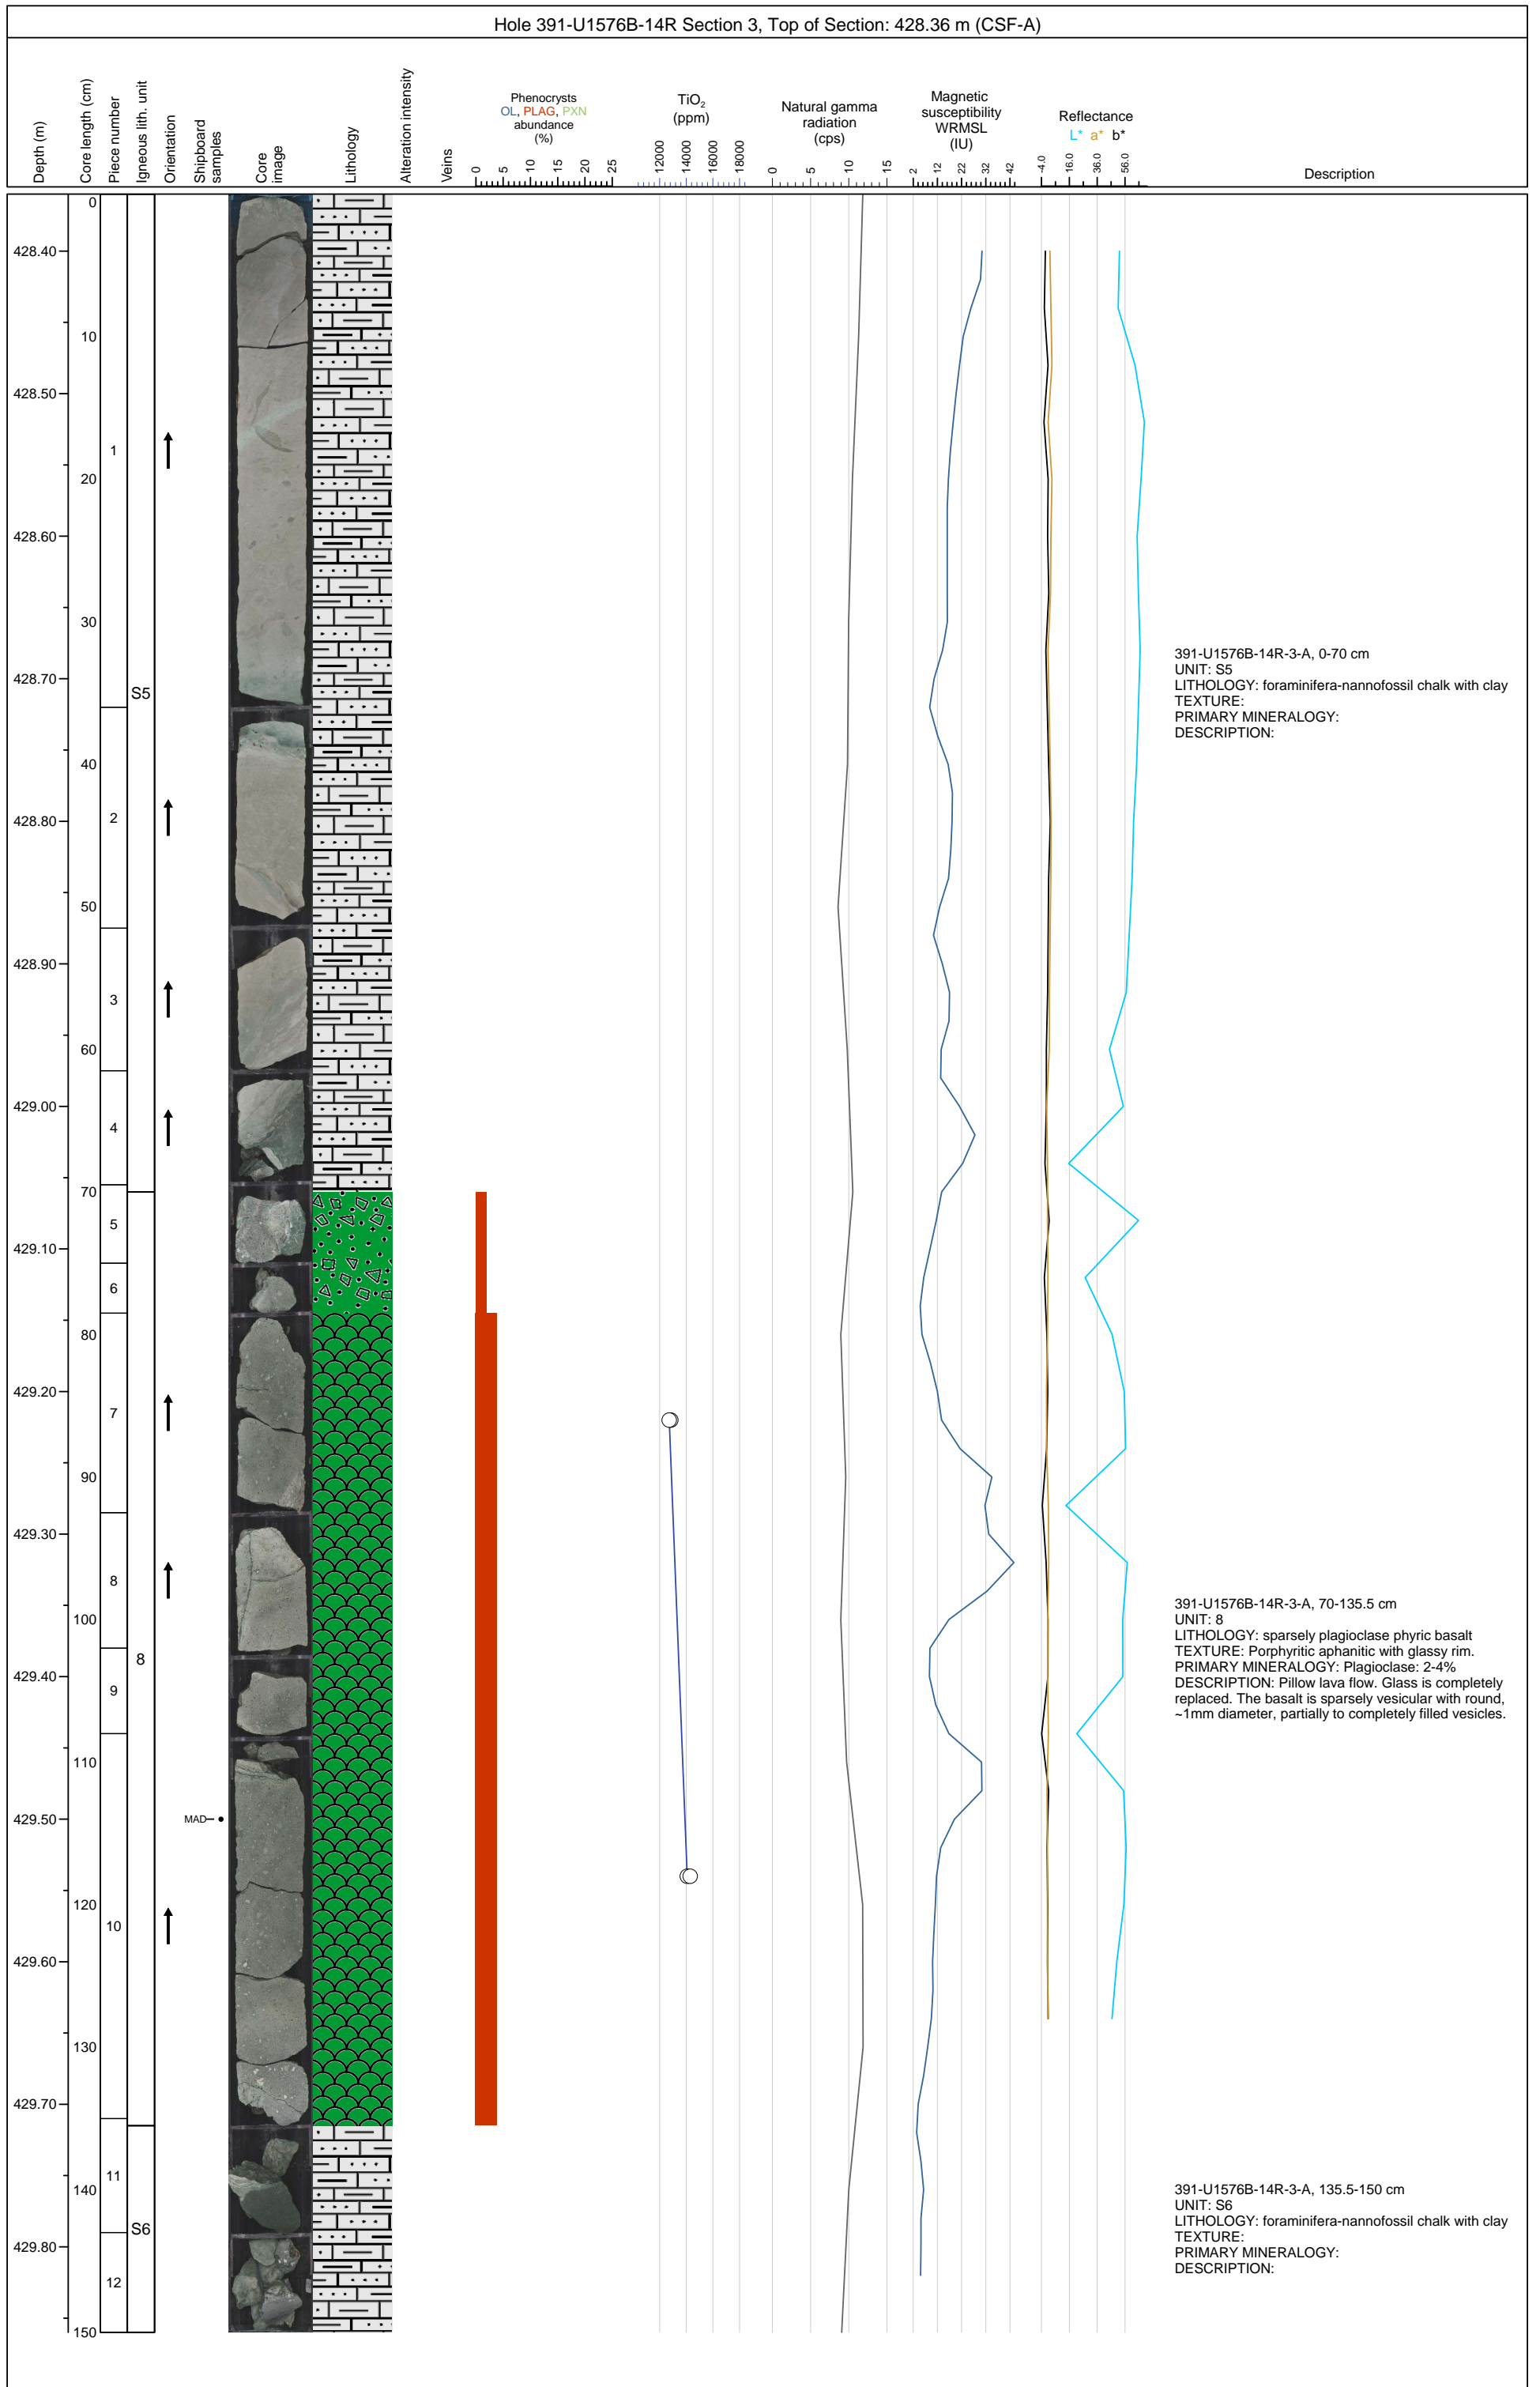 Hole 391-U1576B-14R Section 3, Top of Section: 428.36 m (CSF-A)
Depth (m)
Core length (cm)
Piece number
Igneous lith. unit
Orientation
Shipboard
samples
Core
image
Lithology
Alteration intensity
Veins
Phenocrysts
OL, PLAG, PXN
abundance
(%)
0 5 10 15 20 25
TiO2
(ppm)
12000 14000 16000 18000
Natural gamma
radiation
(cps)
0 5 10 15
Magnetic
susceptibility
WRMSL
(IU)
2 12 22 32 42
Reflectance
L* a* b*
-4.0 16.0 36.0 56.0
Description
0
428.40
10
428.50
1
20
428.60
30
391-U1576B-14R-3-A, 0-70 cm
UNIT: S5
LITHOLOGY: foraminifera-nannofossil chalk with clay
TEXTURE:
PRIMARY MINERALOGY:
DESCRIPTION:
428.70
S5
40
2
428.80
50
428.90
3
60
429.00
4
70
5
429.10
6
80
429.20
7
90
429.30
8
100
391-U1576B-14R-3-A, 70-135.5 cm
UNIT: 8
LITHOLOGY: sparsely plagioclase phyric basalt
TEXTURE: Porphyritic aphanitic with glassy rim.
PRIMARY MINERALOGY: Plagioclase: 2-4%
DESCRIPTION: Pillow lava flow. Glass is completely
replaced. The basalt is sparsely vesicular with round,
~1mm diameter, partially to completely filled vesicles.
8
429.40
9
110
MAD
429.50
120
10
429.60
130
429.70
11
140
391-U1576B-14R-3-A, 135.5-150 cm
UNIT: S6
LITHOLOGY: foraminifera-nannofossil chalk with clay
TEXTURE:
PRIMARY MINERALOGY:
DESCRIPTION:
S6
429.80
12
150